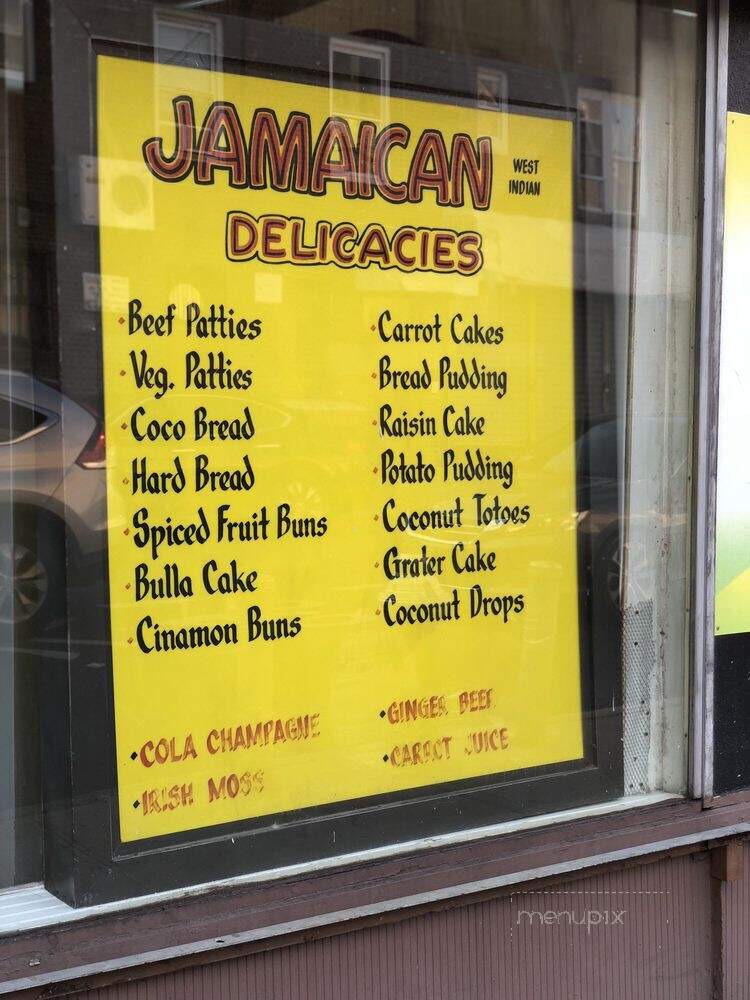 JAMAICAN
WEST
INDIAN
DELICACIES
• Beef Patties
• Veg. Patties
• Coco Bread
• Hard Bread
• Spiced Fruit Buns
• Bulla Cake
• Cinamon Buns
• Carrot Cakes
• Bread Pudding
• Raisin Cake
• Potato Pudding
• Coconut Totoes
• Grater Cake
• Coconut Drops
• COLA CHAMPAGNE
• IRISH MOSS
• GINGER BEER
• CARROT JUICE
menupix